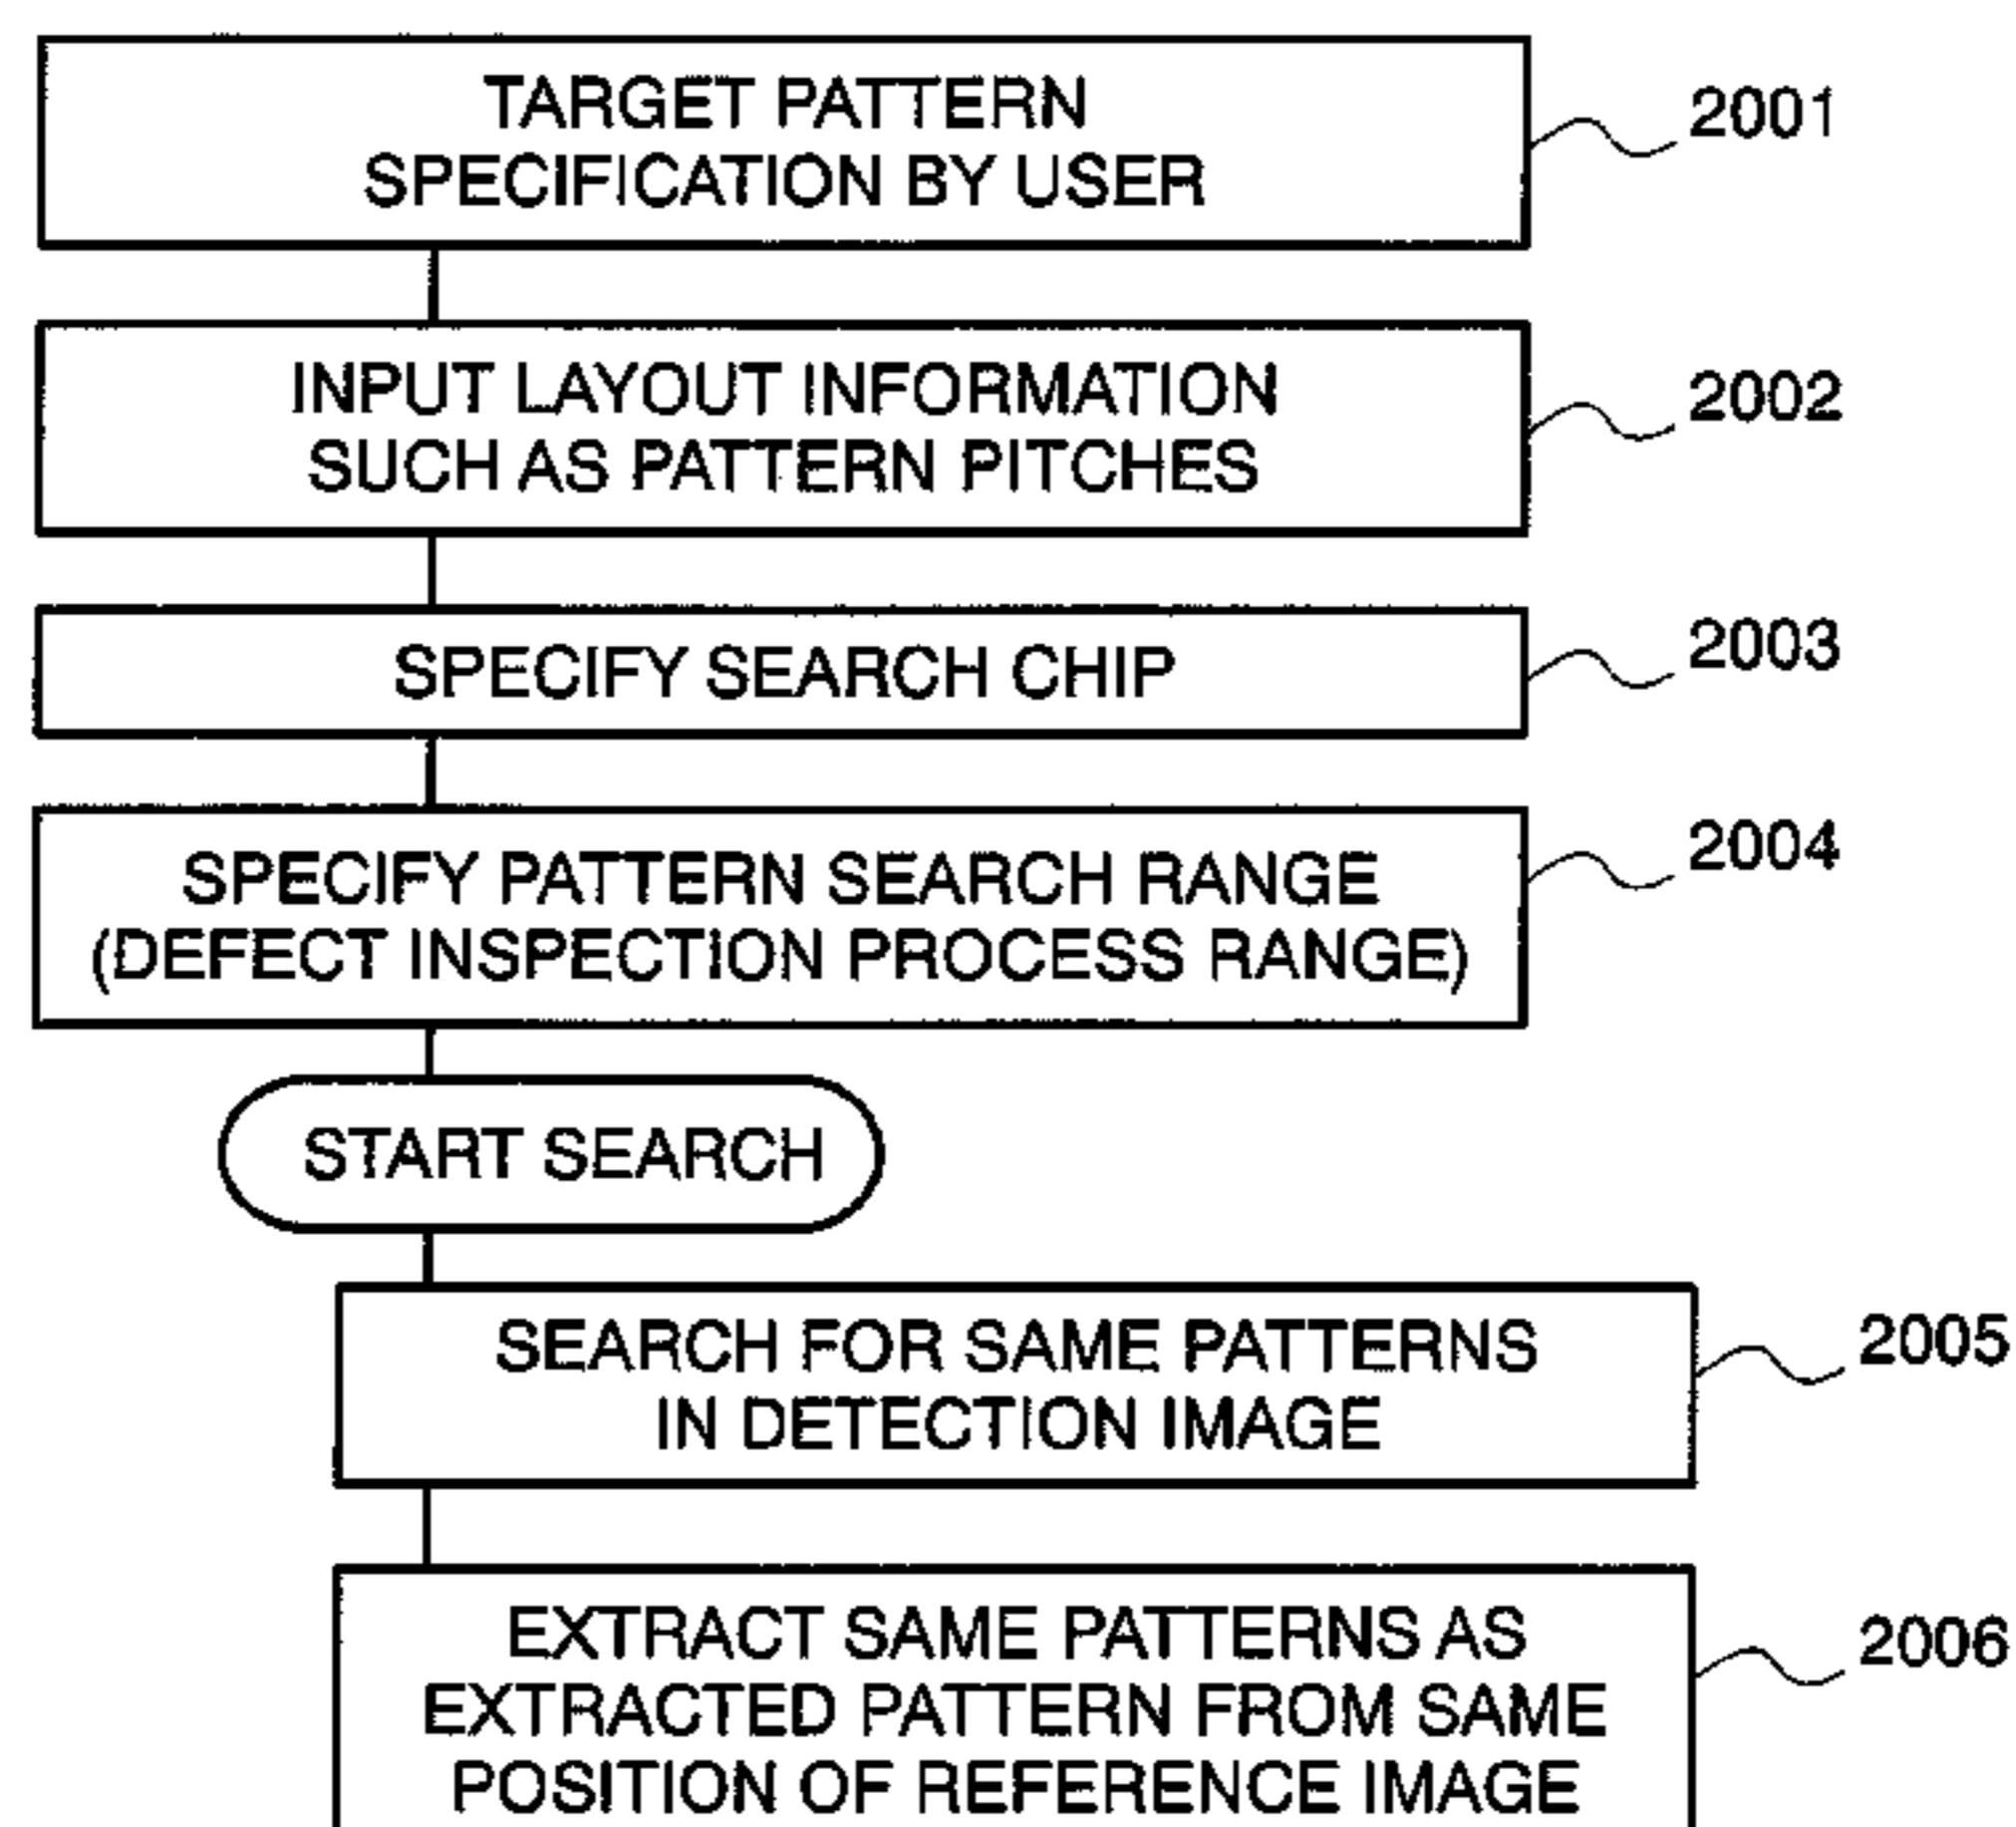 TARGET PATTERN
SPECIFICATION BY USER
2001
INPUT LAYOUT INFORMATION
SUCH AS PATTERN PITCHES
2002
SPECIFY SEARCH CHIP
2003
SPECIFY PATTERN SEARCH RANGE
(DEFECT INSPECTION PROCESS RANGE)
2004
START SEARCH
SEARCH FOR SAME PATTERNS
IN DETECTION IMAGE
2005
EXTRACT SAME PATTERNS AS
EXTRACTED PATTERN FROM SAME
POSITION OF REFERENCE IMAGE
2006